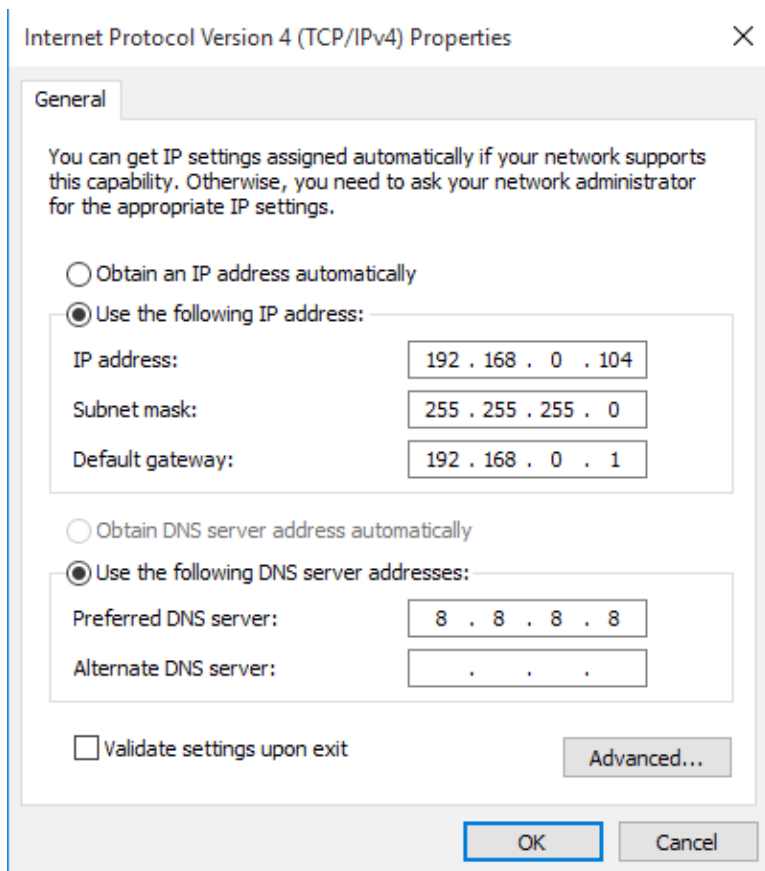 Internet Protocol Version 4 (TCP/IPv4) Properties
General
You can get IP settings assigned automatically if your network supports
this capability. Otherwise, you need to ask your network administrator
for the appropriate IP settings.
Obtain an IP address automatically
Use the following IP address:
IP address: 192 . 168 . 0 . 104
Subnet mask: 255 . 255 . 255 . 0
Default gateway: 192 . 168 . 0 . 1
Obtain DNS server address automatically
Use the following DNS server addresses:
Preferred DNS server: 8 . 8 . 8 . 8
Alternate DNS server: . . .
Validate settings upon exit
Advanced...
OK Cancel